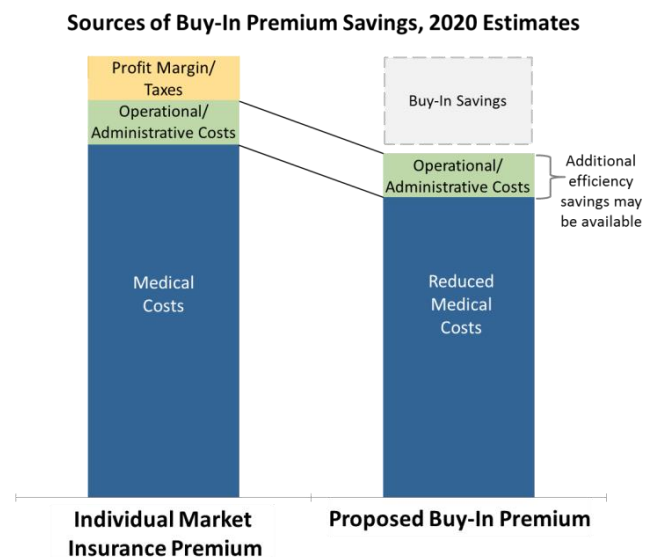 Sources of Buy-In Premium Savings, 2020 Estimates
Profit Margin/
Taxes
Operational/
Administrative Costs
Medical
Costs
Buy-In Savings
Operational/
Administrative Costs
Additional
efficiency
savings may
be available
Reduced
Medical
Costs
Individual Market
Insurance Premium
Proposed Buy-In Premium